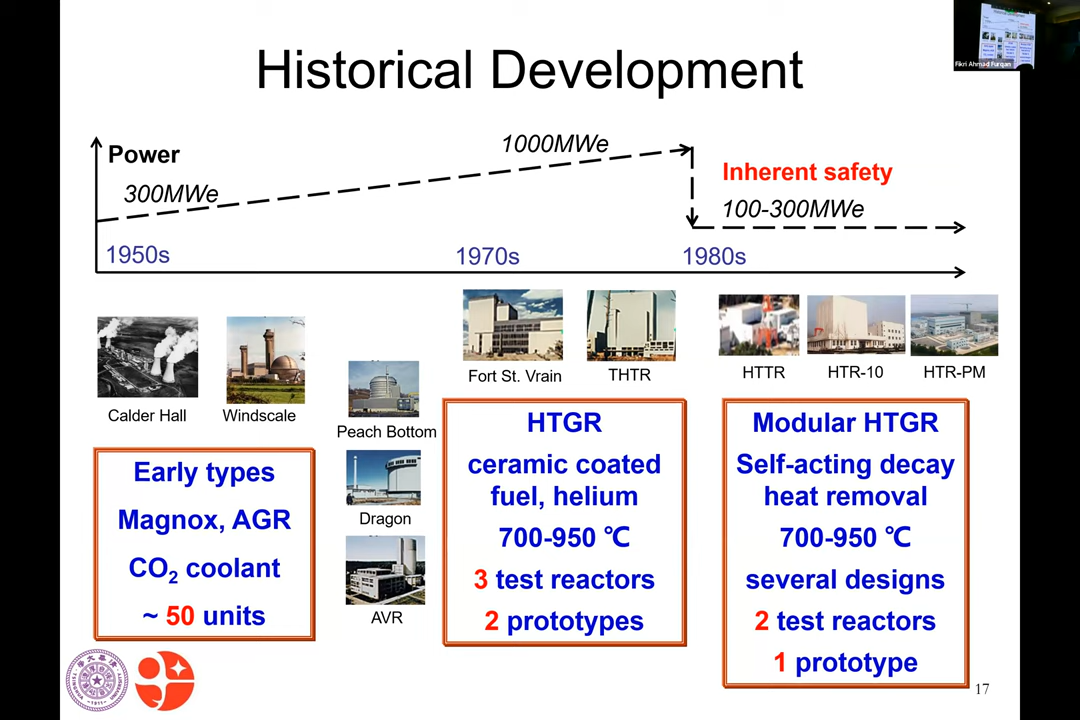 Historical Development
Fikri Ahmad Furqan
Power
300MWe
1000MWe
Inherent safety
100-300MWe
1950s
1970s
1980s
Calder Hall
Windscale
Peach Bottom
Dragon
AVR
Fort St. Vrain
THTR
HTTR
HTR-10
HTR-PM
Early types
Magnox, AGR
CO₂ coolant
~ 50 units
HTGR
ceramic coated
fuel, helium
700-950 ℃
3 test reactors
2 prototypes
Modular HTGR
Self-acting decay
heat removal
700-950 ℃
several designs
2 test reactors
1 prototype
17